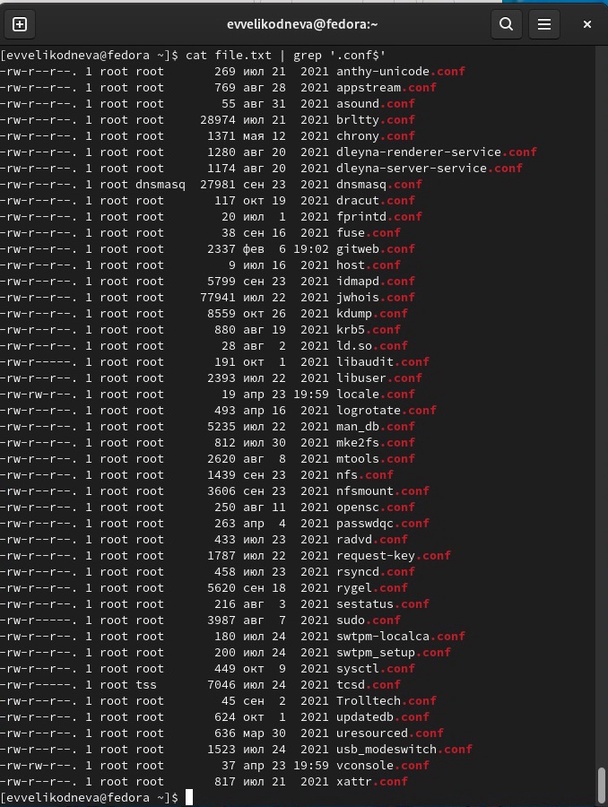 evvelikodneva@fedora:~
[evvelikodneva@fedora ~]$ cat file.txt | grep '.conf$'
-rw-r--r--. 1 root root 269 июл 21 2021 anthy-unicode.conf
-rw-r--r--. 1 root root 769 авг 28 2021 appstream.conf
-rw-r--r--. 1 root root 55 авг 31 2021 asound.conf
-rw-r--r--. 1 root root 28974 июл 21 2021 brltty.conf
-rw-r--r--. 1 root root 1371 мая 12 2021 chrony.conf
-rw-r--r--. 1 root root 1280 авг 20 2021 dleyna-renderer-service.conf
-rw-r--r--. 1 root root 1174 авг 20 2021 dleyna-server-service.conf
-rw-r--r--. 1 root dnsmasq 27981 сен 23 2021 dnsmasq.conf
-rw-r--r--. 1 root root 117 окт 19 2021 dracut.conf
-rw-r--r--. 1 root root 20 июл 1 2021 fprintd.conf
-rw-r--r--. 1 root root 38 сен 16 2021 fuse.conf
-rw-r--r--. 1 root root 2337 фев 6 19:02 gitweb.conf
-rw-r--r--. 1 root root 9 июл 16 2021 host.conf
-rw-r--r--. 1 root root 5799 сен 23 2021 idmapd.conf
-rw-r--r--. 1 root root 77941 июл 22 2021 jwhois.conf
-rw-r--r--. 1 root root 8559 окт 26 2021 kdump.conf
-rw-r--r--. 1 root root 880 авг 19 2021 krb5.conf
-rw-r--r--. 1 root root 28 авг 2 2021 ld.so.conf
-rw-r-----. 1 root root 191 окт 1 2021 libaudit.conf
-rw-r--r--. 1 root root 2393 июл 22 2021 libuser.conf
-rw-rw-r--. 1 root root 19 апр 23 19:59 locale.conf
-rw-r--r--. 1 root root 493 апр 16 2021 logrotate.conf
-rw-r--r--. 1 root root 5235 июл 22 2021 man_db.conf
-rw-r--r--. 1 root root 812 июл 30 2021 mke2fs.conf
-rw-r--r--. 1 root root 2620 авг 8 2021 mtools.conf
-rw-r--r--. 1 root root 1439 сен 23 2021 nfs.conf
-rw-r--r--. 1 root root 3606 сен 23 2021 nfsmount.conf
-rw-r--r--. 1 root root 250 авг 11 2021 opensc.conf
-rw-r--r--. 1 root root 263 апр 4 2021 passwdqc.conf
-rw-r--r--. 1 root root 433 июл 23 2021 radvd.conf
-rw-r--r--. 1 root root 1787 июл 22 2021 request-key.conf
-rw-r--r--. 1 root root 458 июл 23 2021 rsyncd.conf
-rw-r--r--. 1 root root 5620 сен 18 2021 rygel.conf
-rw-r--r--. 1 root root 216 авг 3 2021 sestatus.conf
-rw-r-----. 1 root root 3987 авг 7 2021 sudo.conf
-rw-r--r--. 1 root root 180 июл 24 2021 swtpm-localca.conf
-rw-r--r--. 1 root root 200 июл 24 2021 swtpm_setup.conf
-rw-r--r--. 1 root root 449 окт 9 2021 sysctl.conf
-rw-r-----. 1 root tss 7046 июл 24 2021 tcsd.conf
-rw-r--r--. 1 root root 45 сен 2 2021 Trolltech.conf
-rw-r--r--. 1 root root 624 окт 1 2021 updatedb.conf
-rw-r--r--. 1 root root 636 мар 30 2021 uresourced.conf
-rw-r--r--. 1 root root 1523 июл 24 2021 usb_modeswitch.conf
-rw-rw-r--. 1 root root 37 апр 23 19:59 vconsole.conf
-rw-r--r--. 1 root root 817 июл 21 2021 xattr.conf
[evvelikodneva@fedora ~]$